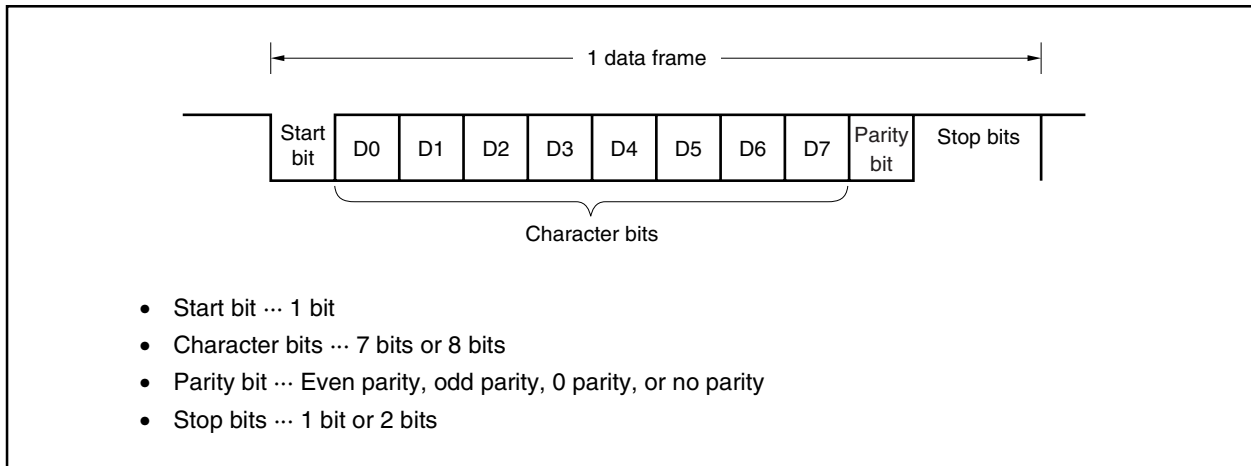 1 data frame
Start bit
D0 D1 D2 D3 D4 D5 D6 D7
Parity bit
Stop bits
Character bits
• Start bit ··· 1 bit
• Character bits ··· 7 bits or 8 bits
• Parity bit ··· Even parity, odd parity, 0 parity, or no parity
• Stop bits ··· 1 bit or 2 bits